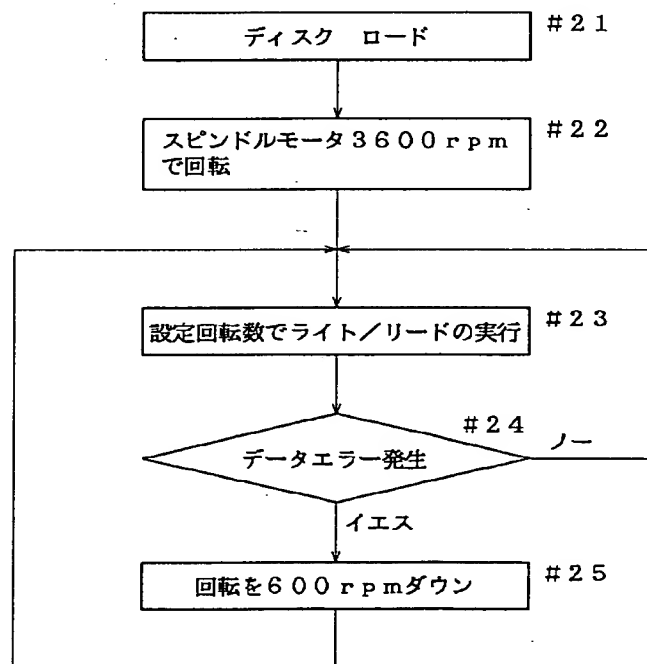 ディスク　ロード
＃２１
スピンドルモータ３６００ｒｐｍ
で回転
＃２２
設定回転数でライト／リードの実行
＃２３
＃２４
データエラー発生
ノー
イエス
回転を６００ｒｐｍダウン
＃２５